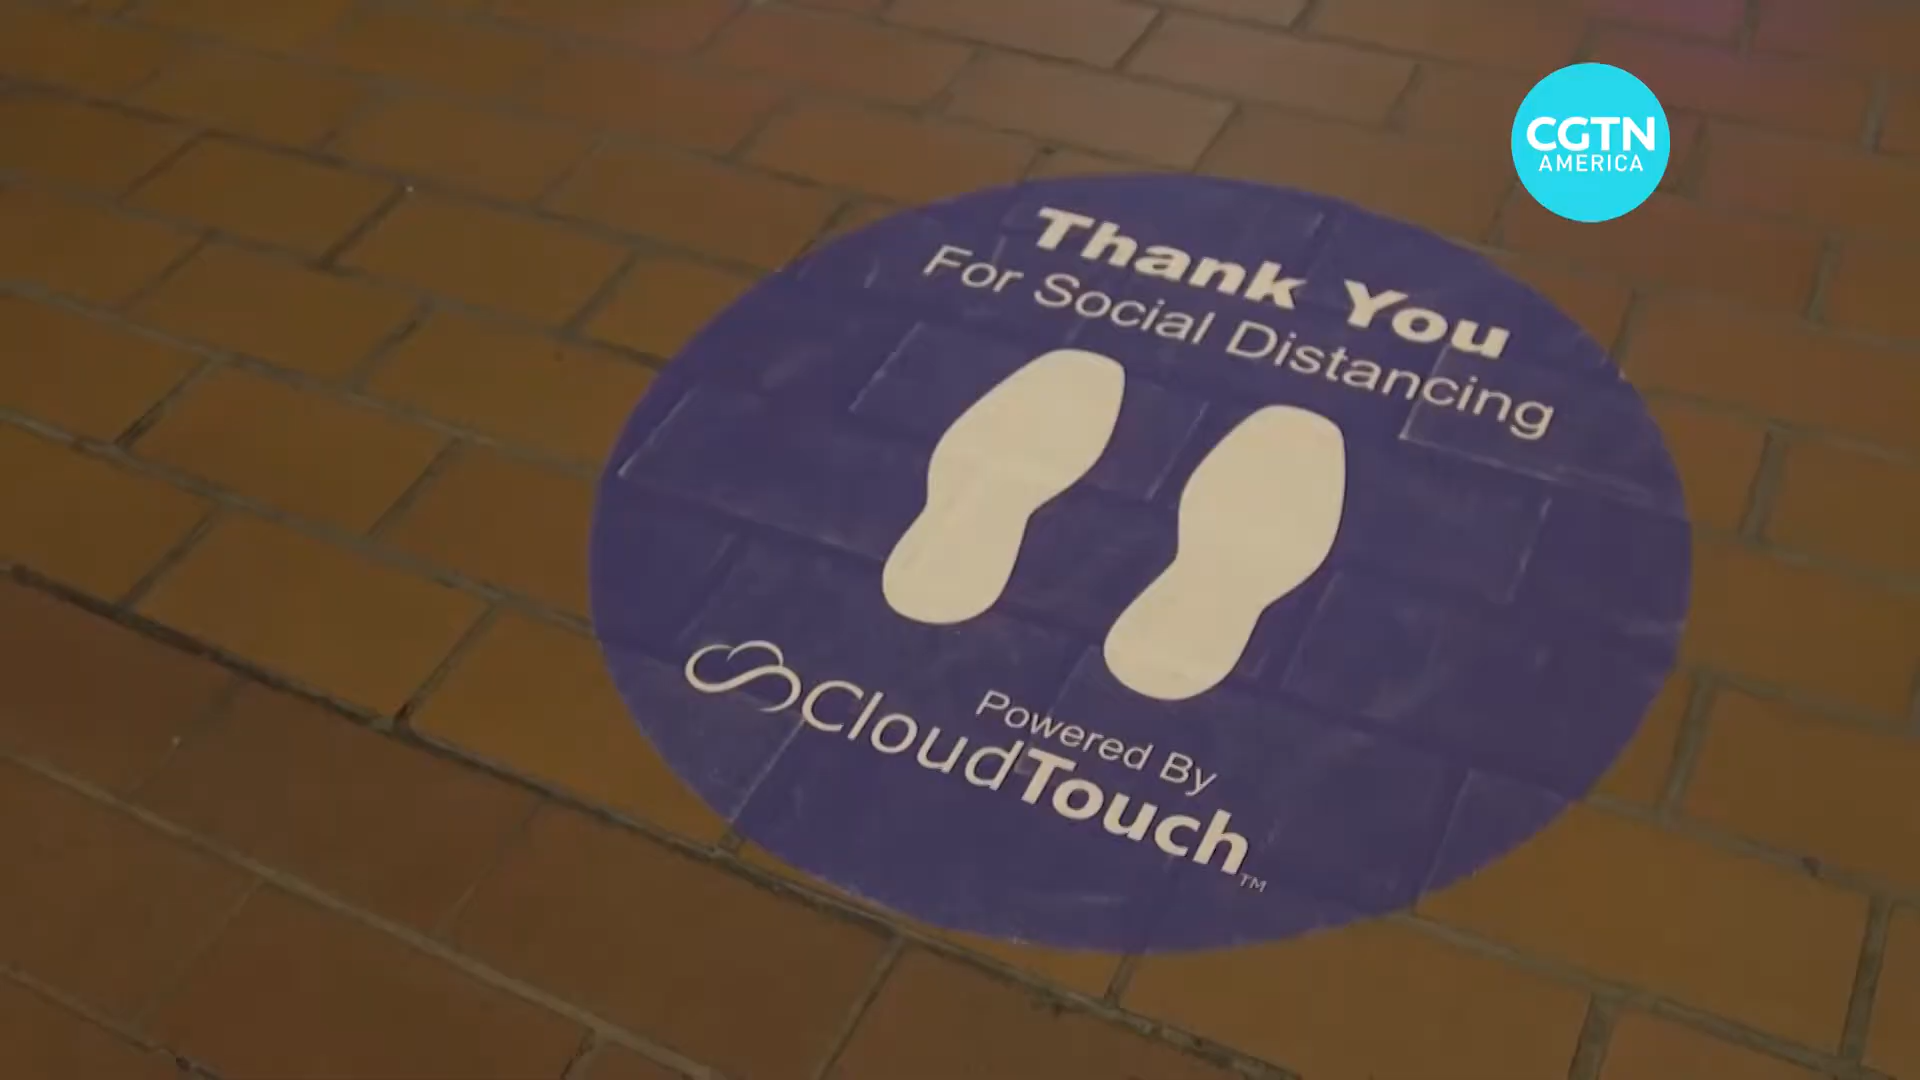 CGTN
AMERICA
Thank You
For Social Distancing
Powered By
CloudTouch™